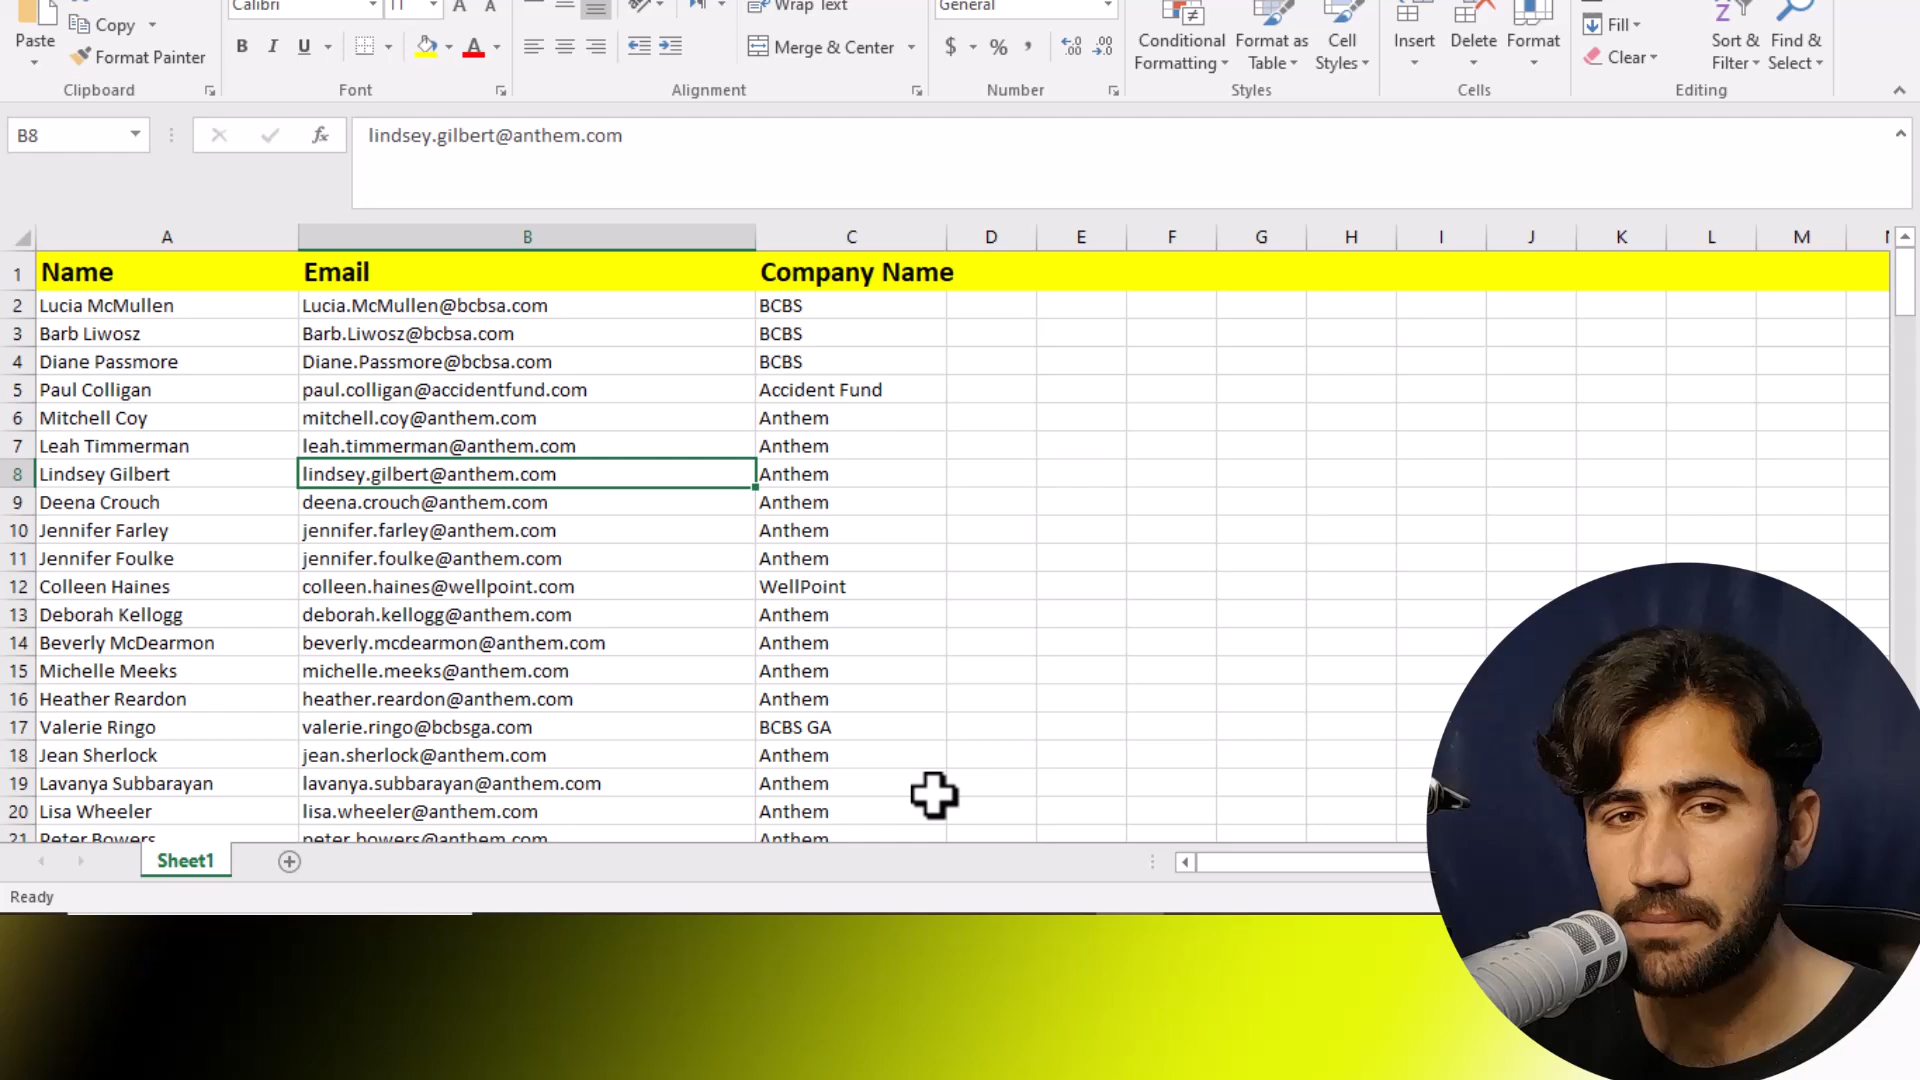 Calibri 11 Wrap Text General
Copy
Paste Format Painter B I U Merge & Center $ % Conditional Formatting Format as Table Cell Styles Insert Delete Format Fill Clear Sort & Filter Find & Select
Clipboard Font Alignment Number Styles Cells Editing
B8 fx lindsey.gilbert@anthem.com
A B C D E F G H I J K L M
1 Name Email Company Name
2 Lucia McMullen Lucia.McMullen@bcbsa.com BCBS
3 Barb Liwosz Barb.Liwosz@bcbsa.com BCBS
4 Diane Passmore Diane.Passmore@bcbsa.com BCBS
5 Paul Colligan paul.colligan@accidentfund.com Accident Fund
6 Mitchell Coy mitchell.coy@anthem.com Anthem
7 Leah Timmerman leah.timmerman@anthem.com Anthem
8 Lindsey Gilbert lindsey.gilbert@anthem.com Anthem
9 Deena Crouch deena.crouch@anthem.com Anthem
10 Jennifer Farley jennifer.farley@anthem.com Anthem
11 Jennifer Foulke jennifer.foulke@anthem.com Anthem
12 Colleen Haines colleen.haines@wellpoint.com WellPoint
13 Deborah Kellogg deborah.kellogg@anthem.com Anthem
14 Beverly McDearmon beverly.mcdearmon@anthem.com Anthem
15 Michelle Meeks michelle.meeks@anthem.com Anthem
16 Heather Reardon heather.reardon@anthem.com Anthem
17 Valerie Ringo valerie.ringo@bcbsga.com BCBS GA
18 Jean Sherlock jean.sherlock@anthem.com Anthem
19 Lavanya Subbarayan lavanya.subbarayan@anthem.com Anthem
20 Lisa Wheeler lisa.wheeler@anthem.com Anthem
21 Peter Bowers peter.bowers@anthem.com Anthem
Sheet1
Ready